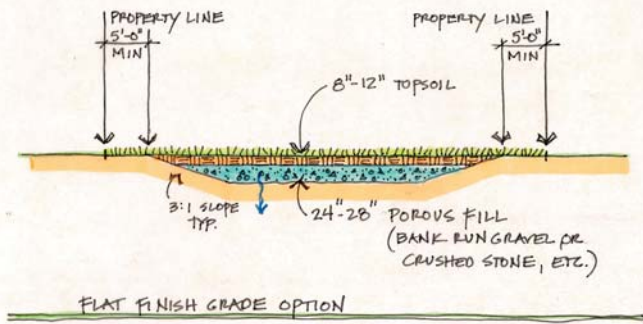 PROPERTY LINE
5'-0"
MIN
PROPERTY LINE
5'-0"
MIN
8"-12" TOPSOIL
3:1 SLOPE
TYP.
24"-28" POROUS FILL
(BANK RUN GRAVEL OR
CRUSHED STONE, ETC.)
FLAT FINISH GRADE OPTION